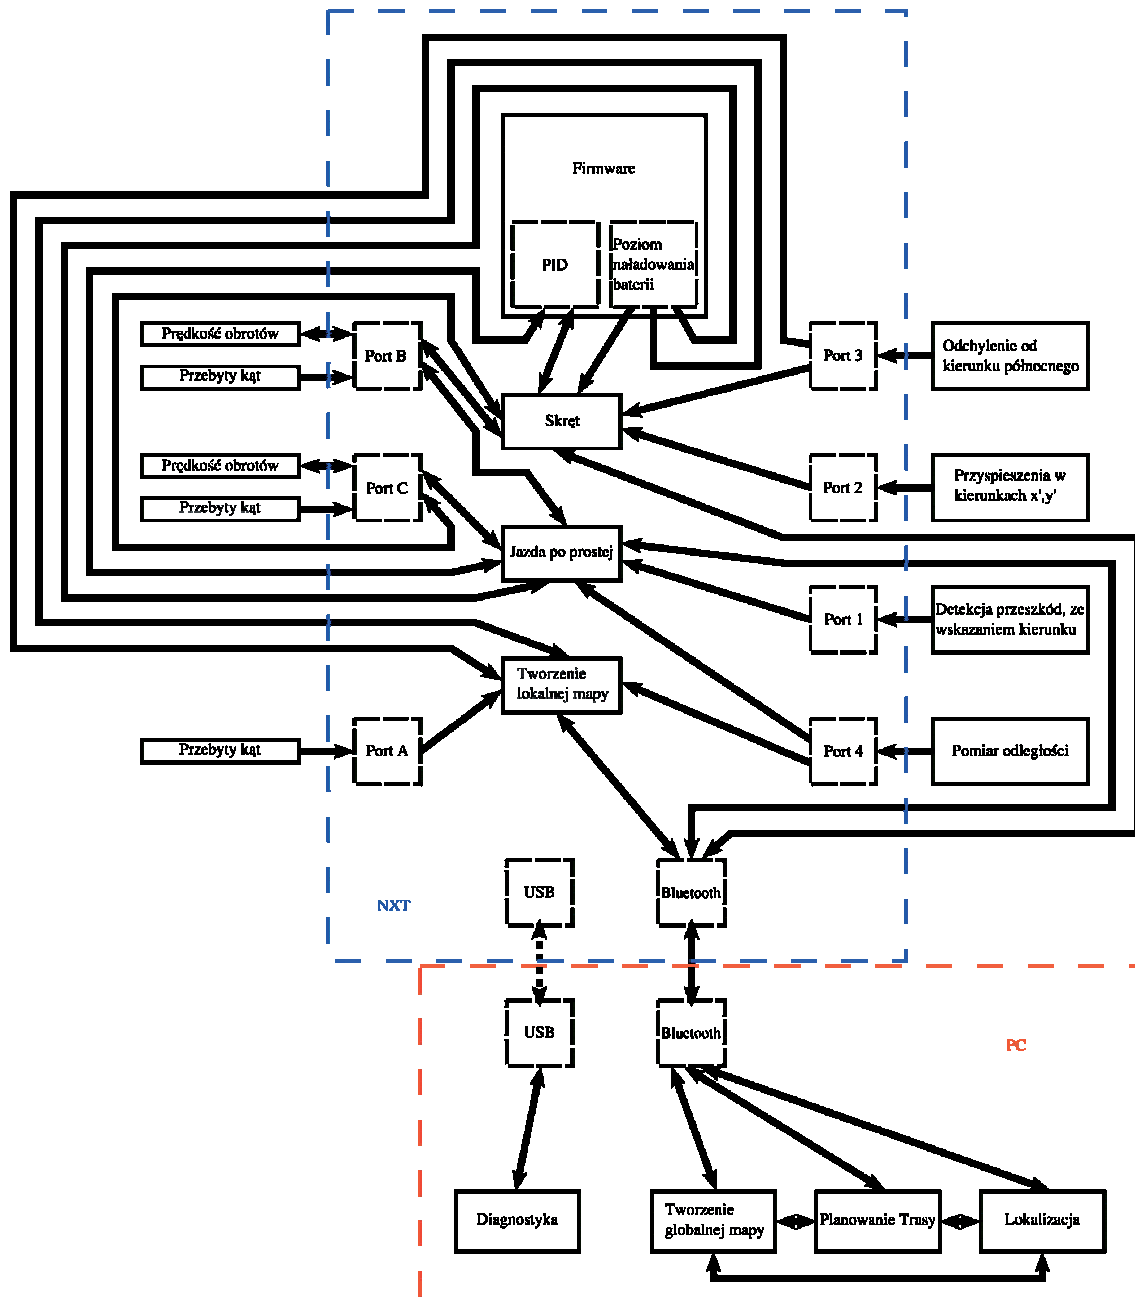 Firmware
PID
Poziom
naładowania
baterii
Prędkość obrotów
Przebyty kąt
Port B
Port 3
Odchylenie od
kierunku północnego
Skręt
Prędkość obrotów
Przebyty kąt
Port C
Port 2
Przyspieszenia w
kierunkach x',y'
Jazda po prostej
Port 1
Detekcja przeszkód, ze
wskazaniem kierunku
Tworzenie
lokalnej mapy
Przebyty kąt
Port A
Port 4
Pomiar odległości
NXT
USB
Bluetooth
USB
Bluetooth
PC
Diagnostyka
Tworzenie
globalnej mapy
Planowanie Trasy
Lokalizacja